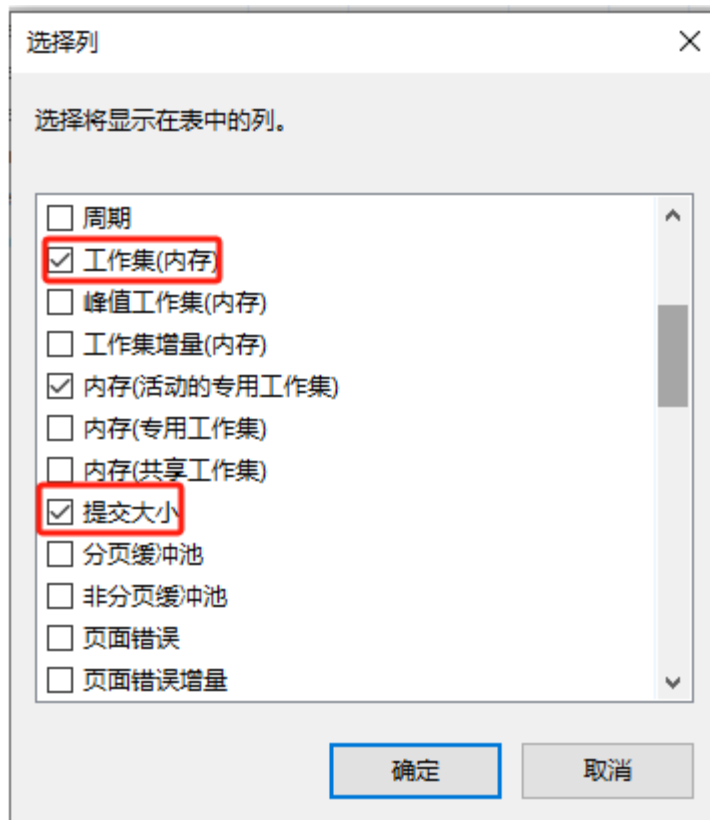 选择列
选择将显示在表中的列。
周期
工作集(内存)
峰值工作集(内存)
工作集增量(内存)
内存(活动的专用工作集)
内存(专用工作集)
内存(共享工作集)
提交大小
分页缓冲池
非分页缓冲池
页面错误
页面错误增量
确定
取消